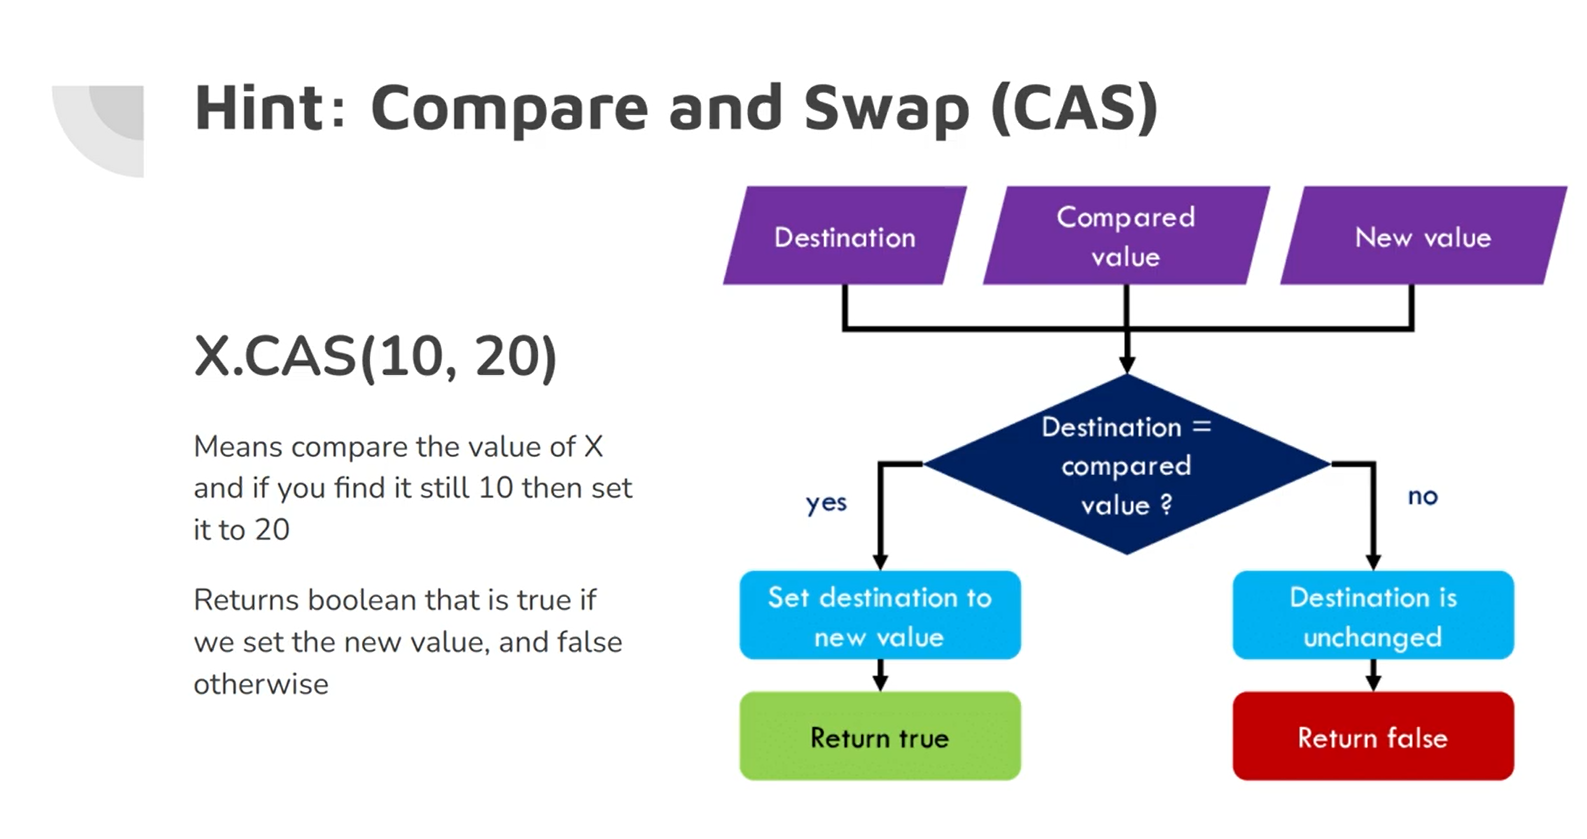 Hint: Compare and Swap (CAS)
Destination
Compared
value
New value
X.CAS(10, 20)
Means compare the value of X
and if you find it still 10 then set
it to 20
Returns boolean that is true if
we set the new value, and false
otherwise
Destination =
compared
value ?
yes
no
Set destination to
new value
Destination is
unchanged
Return true
Return false